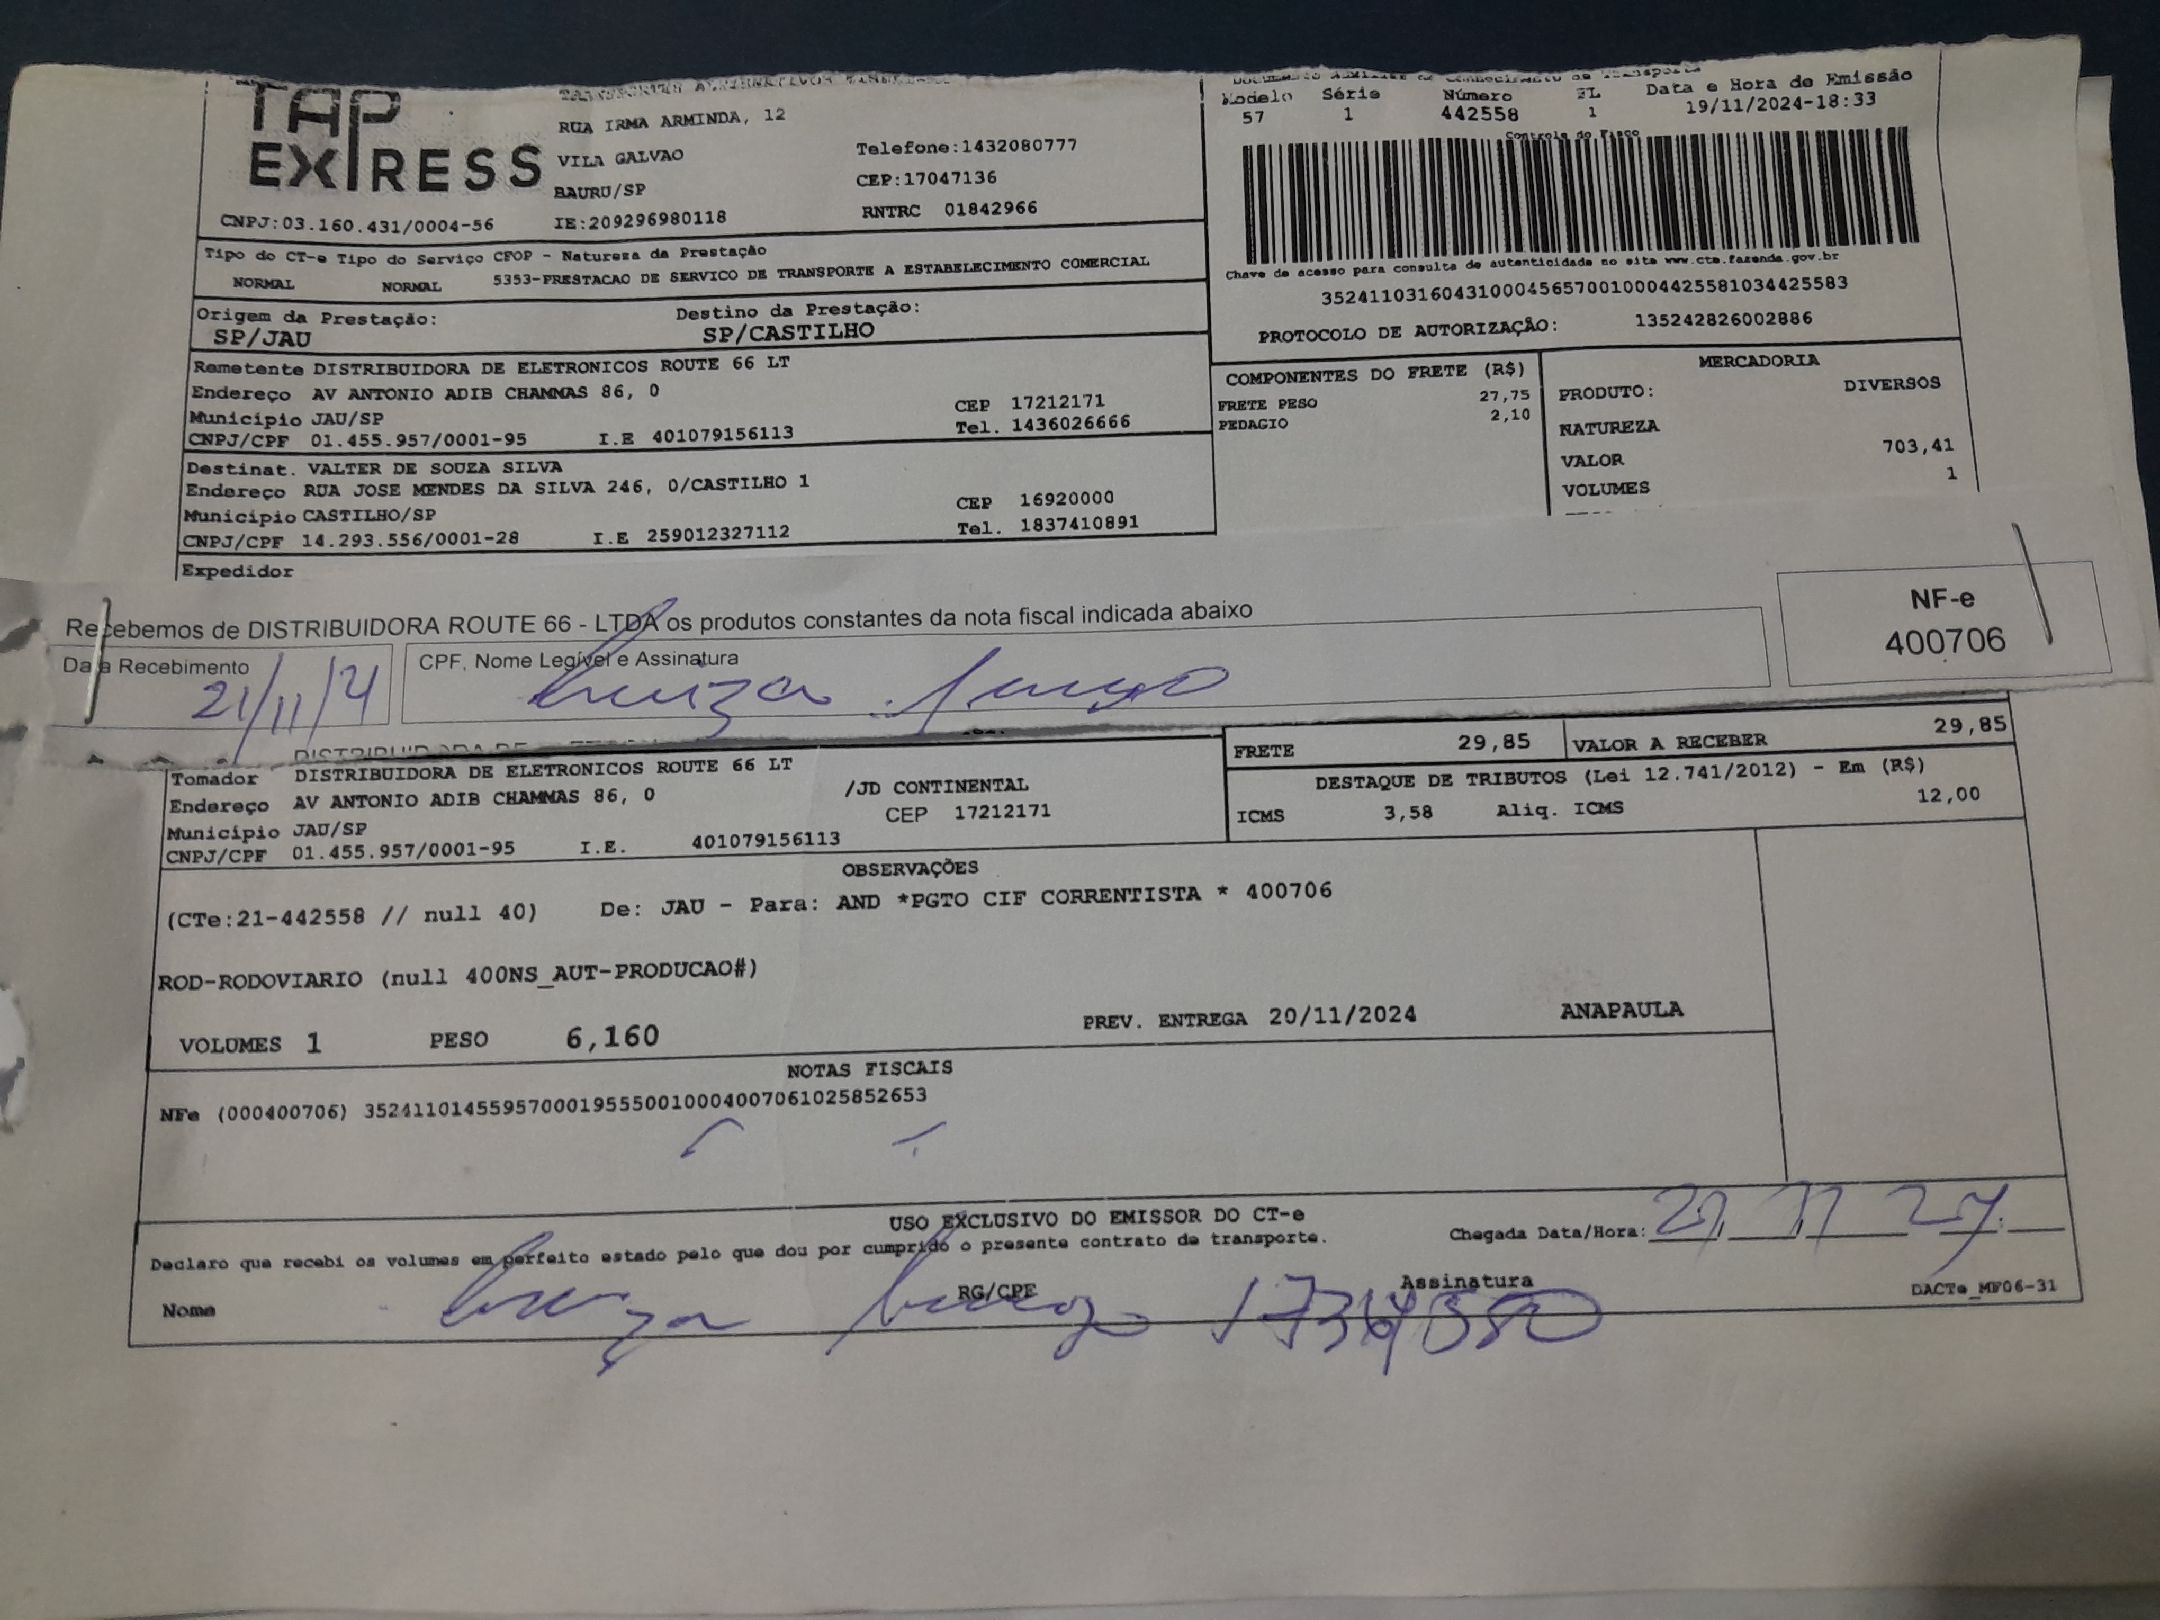 TAP
EXPRESS
RUA IRMA ARMINDA, 12
VILA GALVAO
Telefone:1432080777
BAURU/SP
CEP:17047136
CNPJ:03.160.431/0004-56
IE:209296980118
RNTRC 01842966
Modelo Série Número FL Data e Hora de Emissão
57 1 442558 1 19/11/2024-18:33
Controle do Fisco
Chave de acesso para consulta de autenticidade no site www.cte.fazenda.gov.br
35241103160431000456570010004425581034425583
PROTOCOLO DE AUTORIZAÇÃO: 135242826002886
Tipo do CT-e Tipo do Serviço CFOP - Natureza da Prestação
NORMAL NORMAL 5353-PRESTACAO DE SERVICO DE TRANSPORTE A ESTABELECIMENTO COMERCIAL
Origem da Prestação: Destino da Prestação:
SP/JAU SP/CASTILHO
Remetente DISTRIBUIDORA DE ELETRONICOS ROUTE 66 LT
Endereço AV ANTONIO ADIB CHAMMAS 86, 0
Município JAU/SP CEP 17212171
CNPJ/CPF 01.455.957/0001-95 I.E 401079156113 Tel. 1436026666
Destinat. VALTER DE SOUZA SILVA
Endereço RUA JOSE MENDES DA SILVA 246, 0/CASTILHO 1
Município CASTILHO/SP CEP 16920000
CNPJ/CPF 14.293.556/0001-28 I.E 259012327112 Tel. 1837410891
Expedidor
COMPONENTES DO FRETE (R$)
FRETE PESO 27,75
PEDAGIO 2,10
MERCADORIA
PRODUTO: DIVERSOS
NATUREZA
VALOR 703,41
VOLUMES 1
Recebemos de DISTRIBUIDORA ROUTE 66 - LTDA os produtos constantes da nota fiscal indicada abaixo
Data Recebimento
21/11/24
CPF, Nome Legível e Assinatura
NF-e
400706
FRETE 29,85 VALOR A RECEBER 29,85
Tomador DISTRIBUIDORA DE ELETRONICOS ROUTE 66 LT
Endereço AV ANTONIO ADIB CHAMMAS 86, 0 /JD CONTINENTAL
Município JAU/SP CEP 17212171
CNPJ/CPF 01.455.957/0001-95 I.E. 401079156113
DESTAQUE DE TRIBUTOS (Lei 12.741/2012) - Em (R$)
ICMS 3,58 Aliq. ICMS 12,00
OBSERVAÇÕES
(CTe:21-442558 // null 40) De: JAU - Para: AND *PGTO CIF CORRENTISTA * 400706
ROD-RODOVIARIO (null 400NS_AUT-PRODUCAO#)
VOLUMES 1 PESO 6,160 PREV. ENTREGA 20/11/2024 ANAPAULA
NOTAS FISCAIS
NFe (000400706) 35241101455957000195550010004007061025852653
USO EXCLUSIVO DO EMISSOR DO CT-e
Declaro que recebi os volumes em perfeito estado pelo que dou por cumprido o presente contrato de transporte.
Chegada Data/Hora: 21 11 24
Nome RG/CPF Assinatura
DACTe_MF06-31